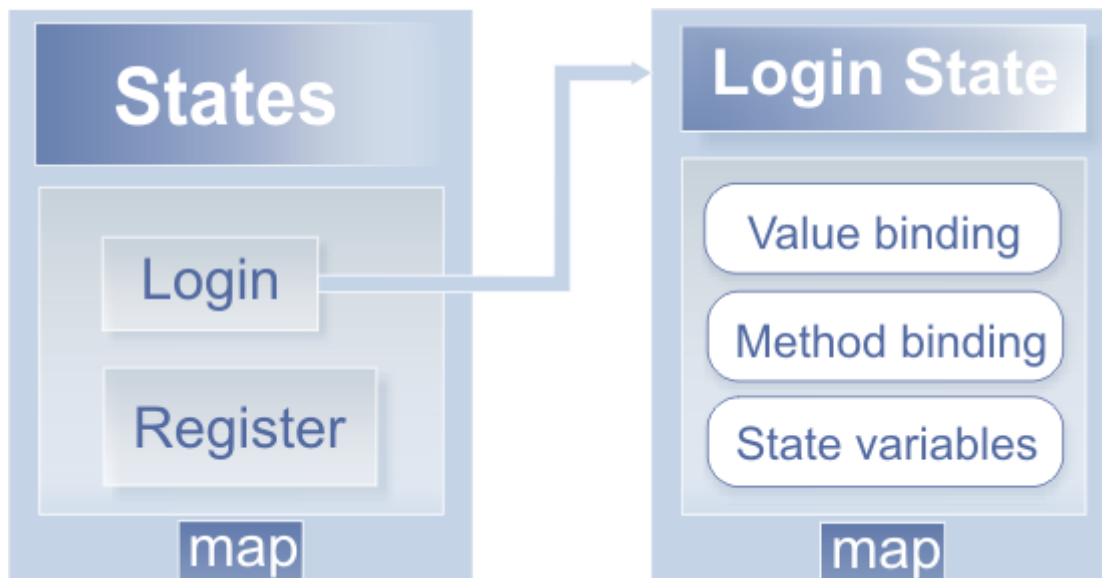 States
Login
Register
map
Login State
Value binding
Method binding
State variables
map